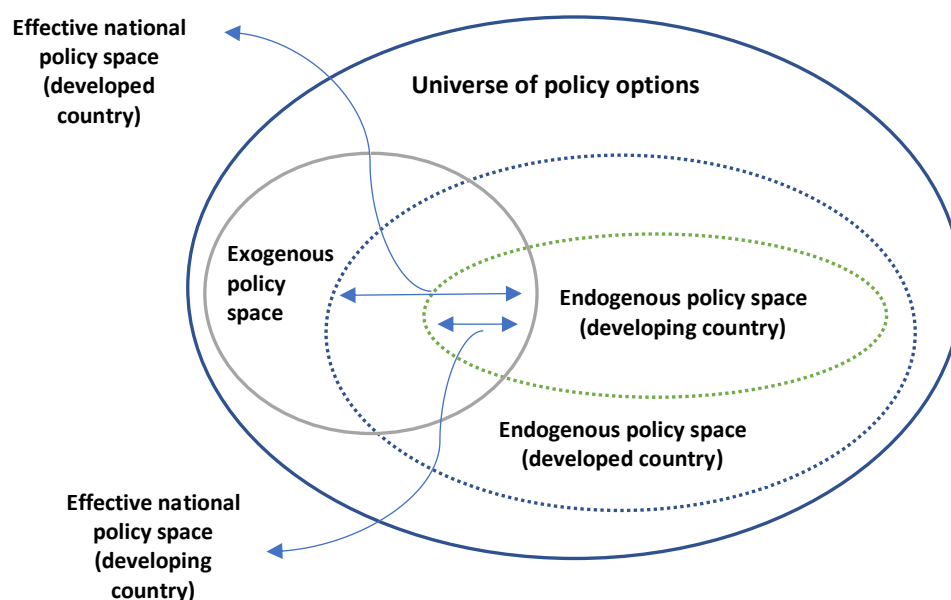 Effective national
policy space
(developed
country)
Universe of policy options
Exogenous
policy
space
Endogenous policy space
(developing country)
Endogenous policy space
(developed country)
Effective national
policy space
(developing
country)